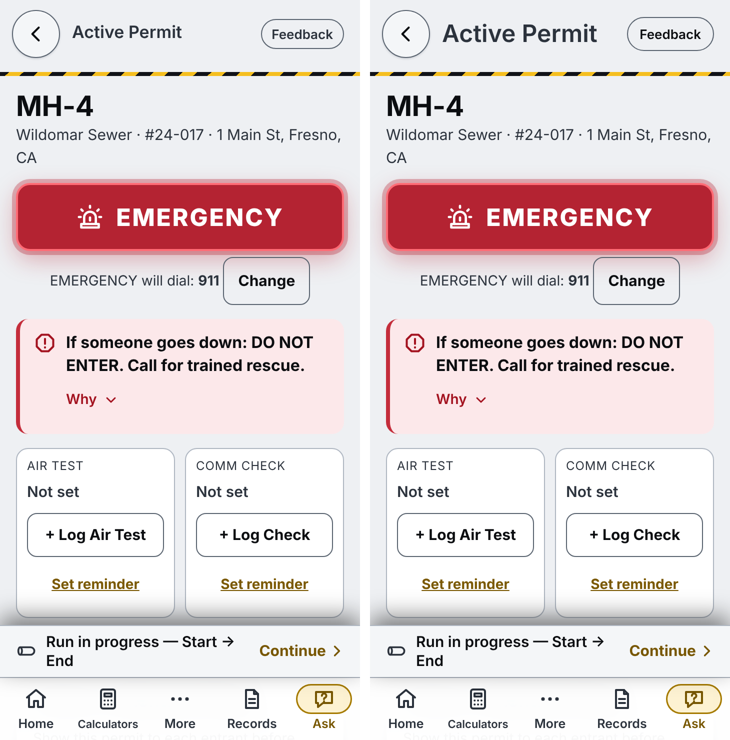 Active Permit
Feedback
MH-4
Wildomar Sewer · #24-017 · 1 Main St, Fresno,
CA
EMERGENCY
EMERGENCY will dial: 911
Change
If someone goes down: DO NOT
ENTER. Call for trained rescue.
Why
AIR TEST
Not set
+ Log Air Test
Set reminder
COMM CHECK
Not set
+ Log Check
Set reminder
Run in progress — Start →
End
Continue
Home
Calculators
More
Records
Ask
Active Permit
Feedback
MH-4
Wildomar Sewer · #24-017 · 1 Main St, Fresno,
CA
EMERGENCY
EMERGENCY will dial: 911
Change
If someone goes down: DO NOT
ENTER. Call for trained rescue.
Why
AIR TEST
Not set
+ Log Air Test
Set reminder
COMM CHECK
Not set
+ Log Check
Set reminder
Run in progress — Start →
End
Continue
Home
Calculators
More
Records
Ask